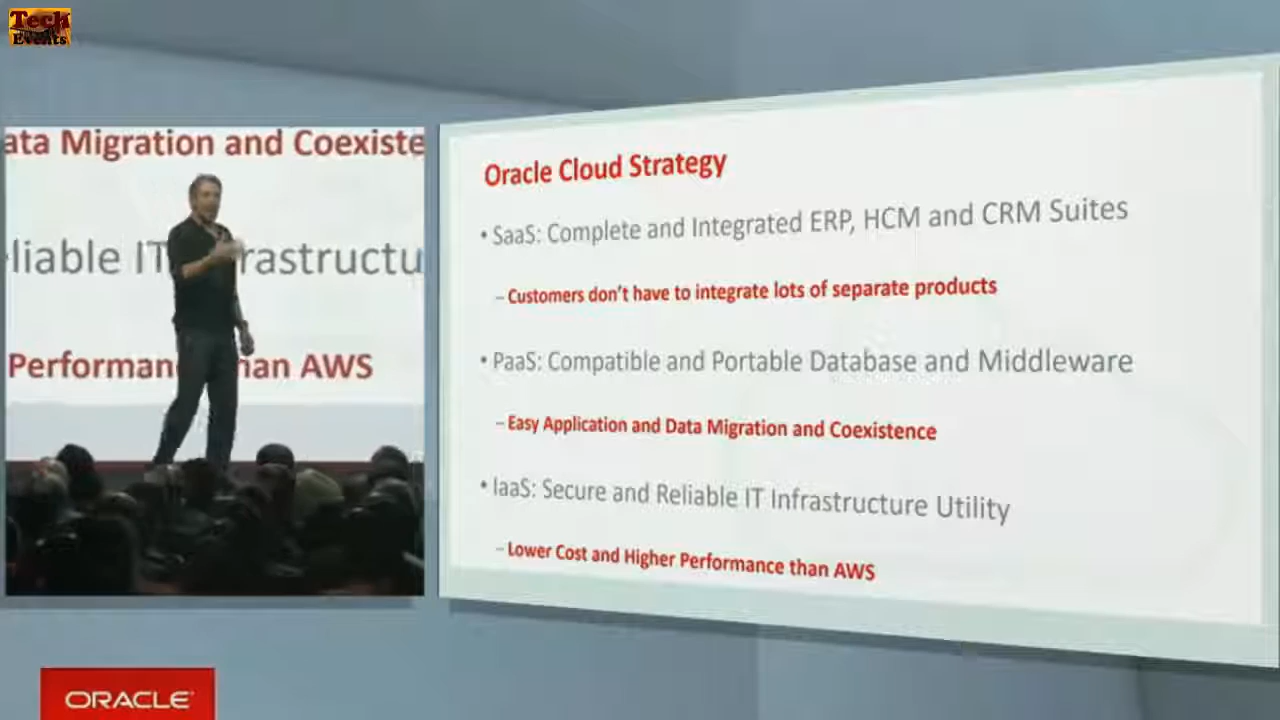 Tech
Events
ata Migration and Coexiste
liable IT rastructu
Performan han AWS
Oracle Cloud Strategy
• SaaS: Complete and Integrated ERP, HCM and CRM Suites
– Customers don't have to integrate lots of separate products
• PaaS: Compatible and Portable Database and Middleware
– Easy Application and Data Migration and Coexistence
• IaaS: Secure and Reliable IT Infrastructure Utility
– Lower Cost and Higher Performance than AWS
ORACLE